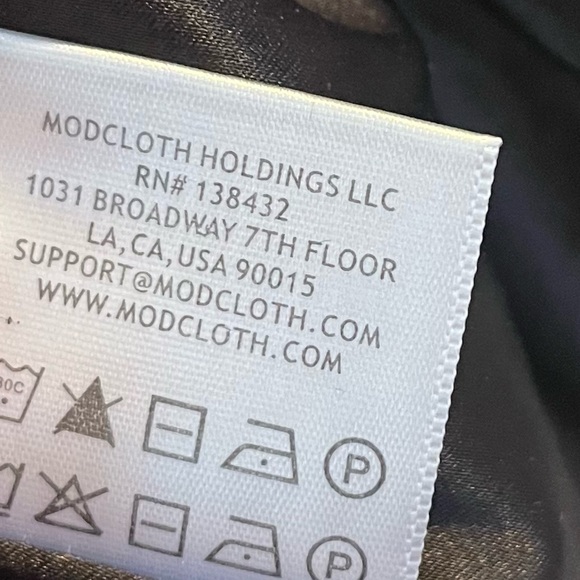 MODCLOTH HOLDINGS LLC
RN# 138432
1031 BROADWAY 7TH FLOOR
LA, CA, USA 90015
SUPPORT@MODCLOTH.COM
WWW.MODCLOTH.COM
30C
P
P